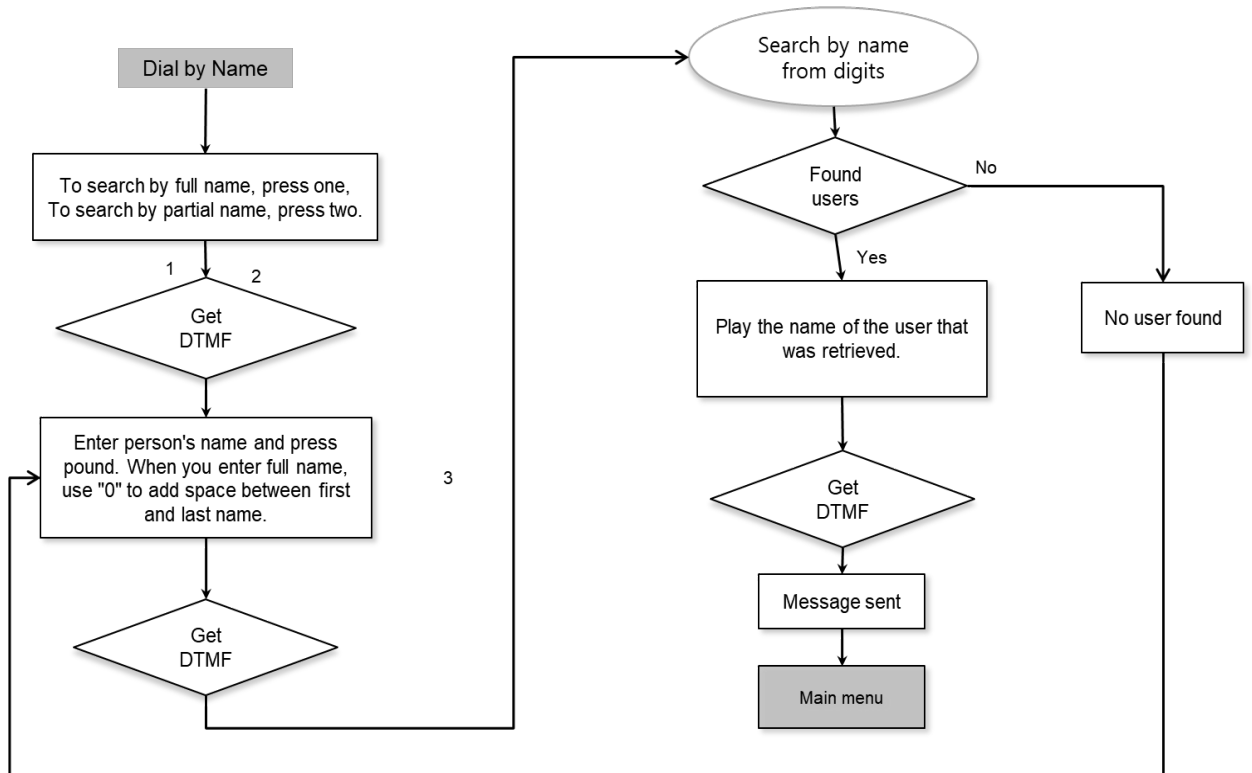 Dial by Name
To search by full name, press one,
To search by partial name, press two.
1
2
Get
DTMF
Enter person's name and press
pound. When you enter full name,
use "0" to add space between first
and last name.
3
Get
DTMF
Search by name
from digits
Found
users
No
Yes
Play the name of the user that
was retrieved.
No user found
Get
DTMF
Message sent
Main menu